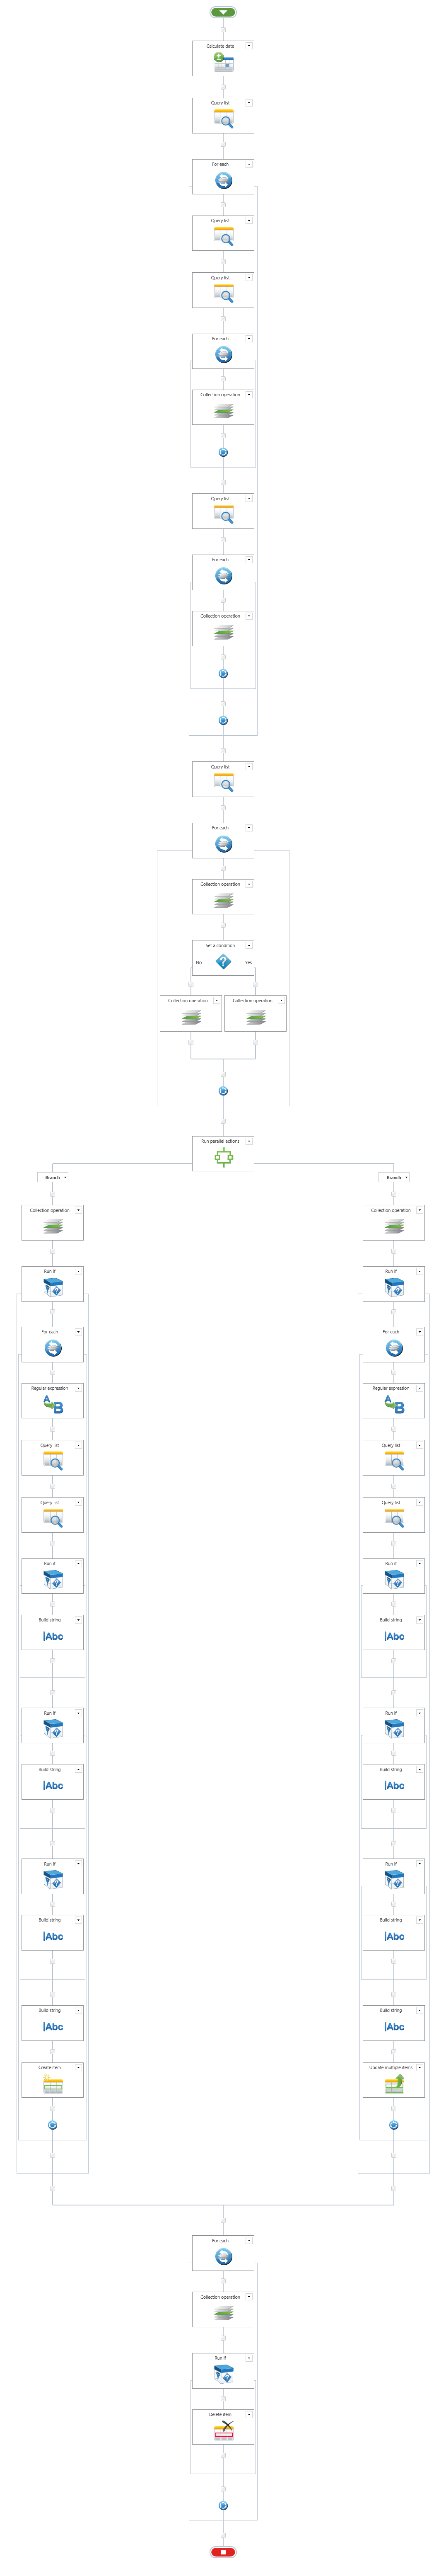 Calculate date
Query list
For each
Query list
Query list
For each
Collection operation
Query list
For each
Collection operation
Query list
For each
Collection operation
Set a condition
No Yes
Collection operation Collection operation
Run parallel actions
Branch Branch
Collection operation Collection operation
Run if Run if
For each For each
Regular expression Regular expression
A A
B B
Query list Query list
Query list Query list
Run if Run if
Build string Build string
Abc Abc
Run if Run if
Build string Build string
Abc Abc
Run if Run if
Build string Build string
Abc Abc
Build string Build string
Abc Abc
Create item Update multiple items
For each
Collection operation
Run if
Delete item